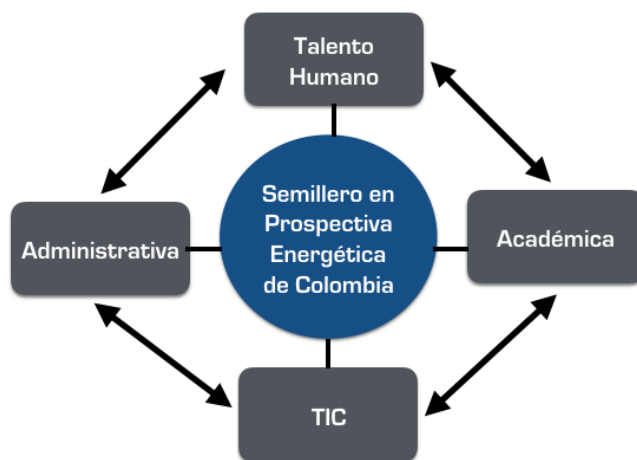 Talento
Humano
Semillero en
Prospectiva
Energética
de Colombia
Administrativa
Académica
TIC